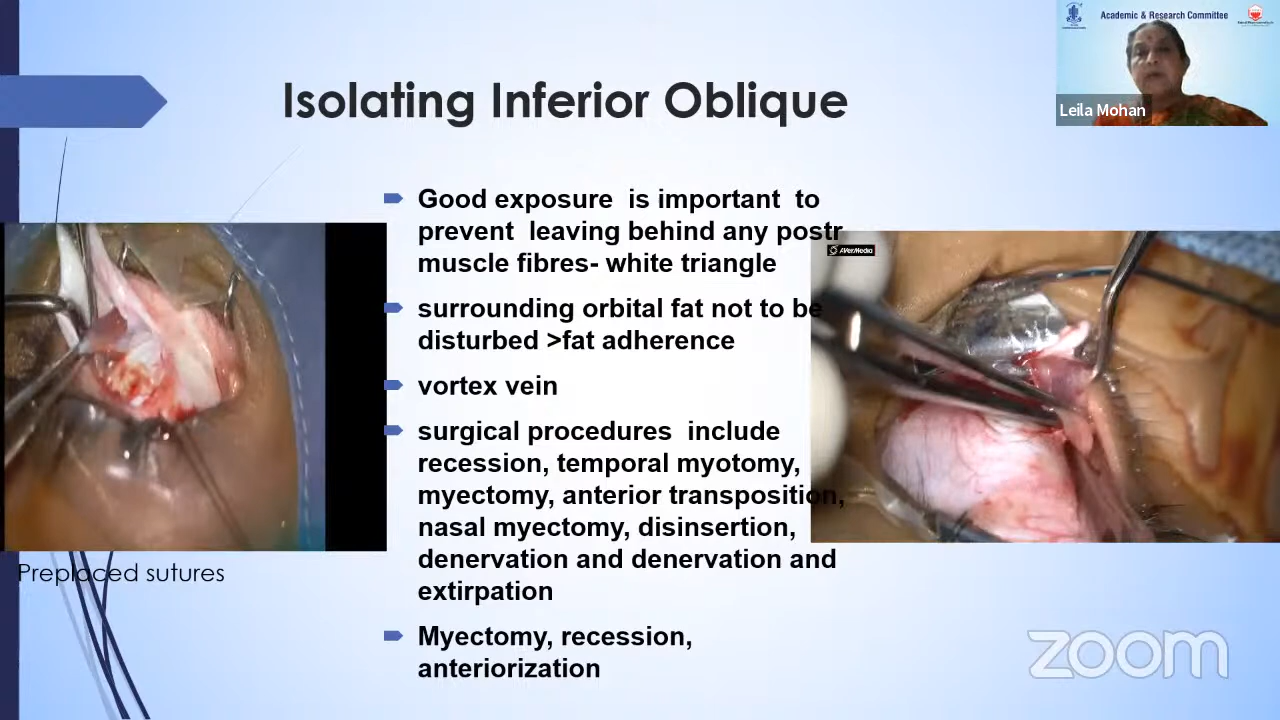 Academic & Research Committee
Leila Mohan
Isolating Inferior Oblique
Good exposure is important to
prevent leaving behind any postr
muscle fibres- white triangle
surrounding orbital fat not to be
disturbed >fat adherence
vortex vein
surgical procedures include
recession, temporal myotomy,
myectomy, anterior transposition,
nasal myectomy, disinsertion,
denervation and denervation and
extirpation
Myectomy, recession,
anteriorization
AVerMedia
Preplaced sutures
zoom